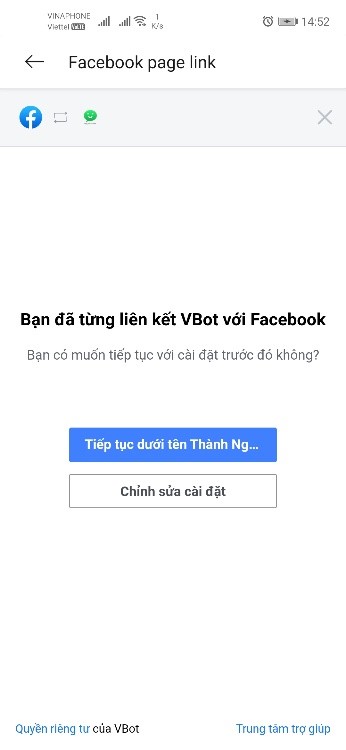 VINAPHONE
Viettel VoLTE 1 K/s 14:52
Facebook page link
Bạn đã từng liên kết VBot với Facebook
Bạn có muốn tiếp tục với cài đặt trước đó không?
Tiếp tục dưới tên Thành Ng...
Chỉnh sửa cài đặt
Quyền riêng tư của VBot Trung tâm trợ giúp